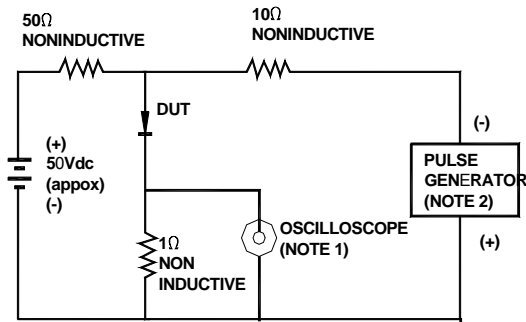 50Ω
NONINDUCTIVE
10Ω
NONINDUCTIVE
DUT
(+)
50Vdc
(appox)
(-)
(-)
PULSE
GENERATOR
(NOTE 2)
(+)
1Ω
NON
INDUCTIVE
OSCILLOSCOPE
(NOTE 1)